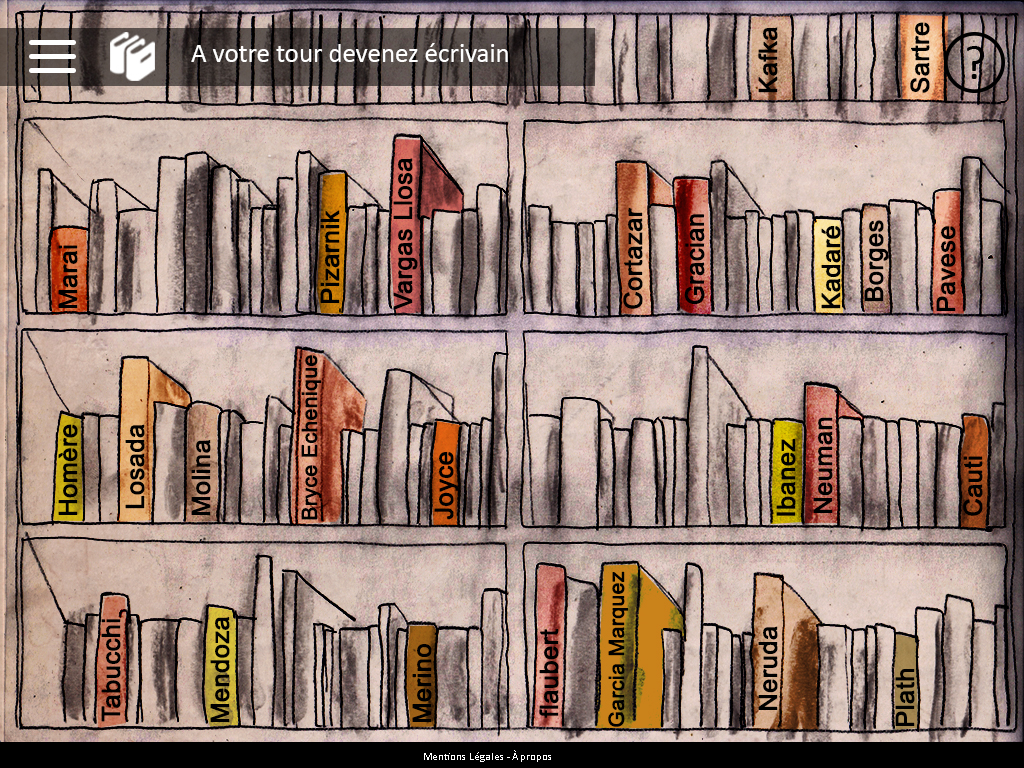 A votre tour devenez écrivain
Kafka
Sartre
?
Marai
Pizarnik
Vargas Llosa
Cortazar
Gracian
Kadaré
Borges
Pavese
Homère
Losada
Molina
Bryce Echenique
Joyce
Ibanez
Neuman
Cauti
Tabucchi
Mendoza
Merino
flaubert
Garcia Marquez
Neruda
Plath
Mentions Légales - À propos